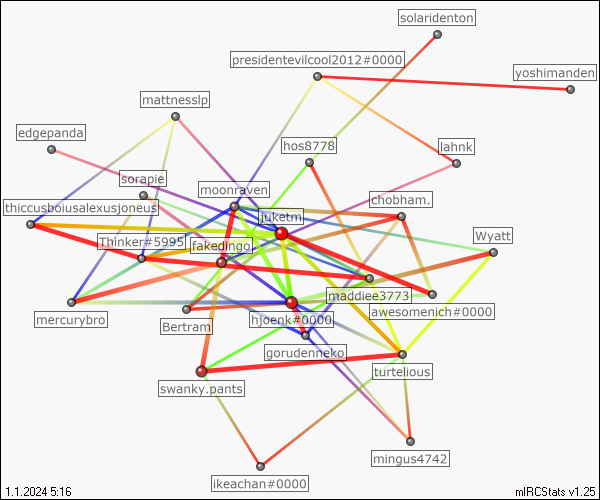 solaridenton
presidentevilcool2012#0000
yoshimanden
mattnesslp
edgepanda
hos8778
lahnk
sorapie
moonraven
chobham.
thiccusboiusalexusjoneus
juketm.
Thinker#5995
fakedingo.
Wyatt
maddiee3773
awesomenich#0000
mercurybro
Bertram
hjoenk#0000
gorudenneko
turtelious
swanky.pants
mingus4742
ikeachan#0000
1.1.2024 5:16
mIRCStats v1.25